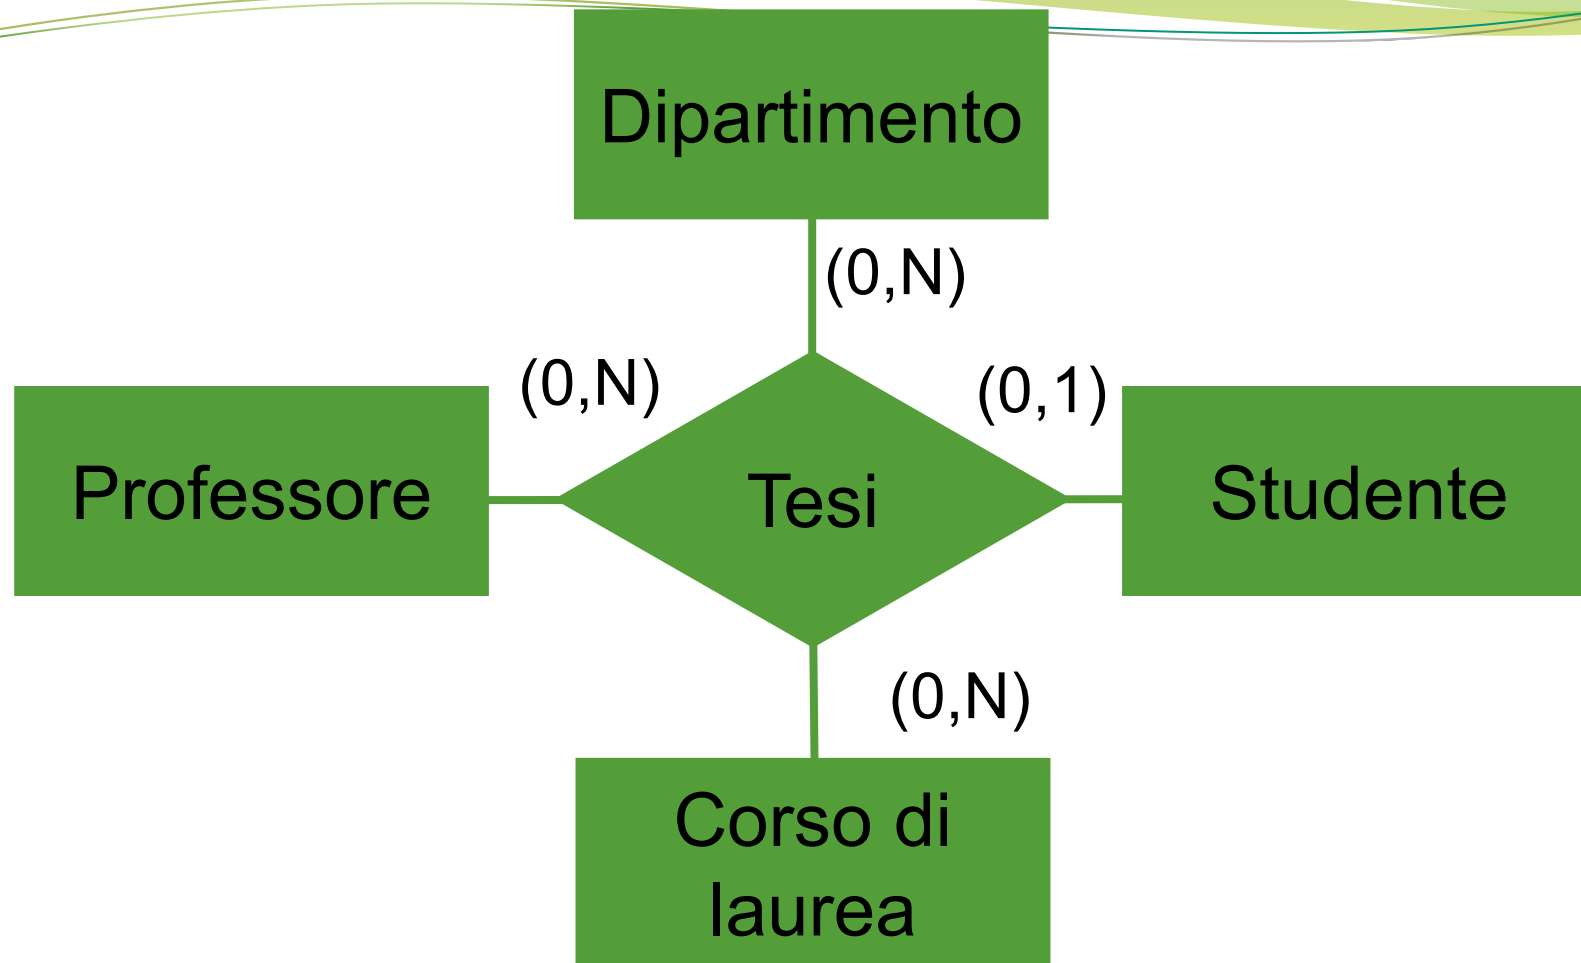 Dipartimento
(0,N)
(0,N)
(0,1)
Professore
Tesi
Studente
(0,N)
Corso di
laurea